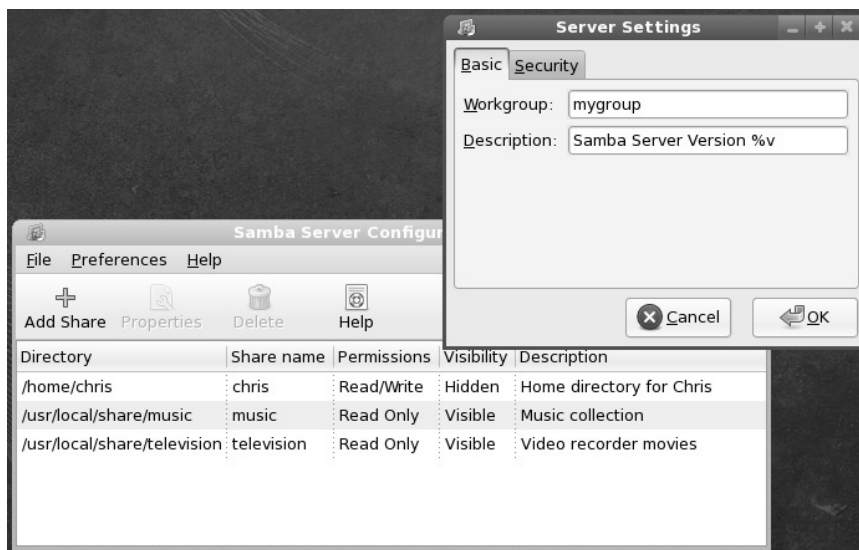 Server Settings
Basic Security
Workgroup: mygroup
Description: Samba Server Version %v
Cancel OK
Samba Server Configur
File Preferences Help
Add Share Properties Delete Help
Directory Share name Permissions Visibility Description
/home/chris chris Read/Write Hidden Home directory for Chris
/usr/local/share/music music Read Only Visible Music collection
/usr/local/share/television television Read Only Visible Video recorder movies